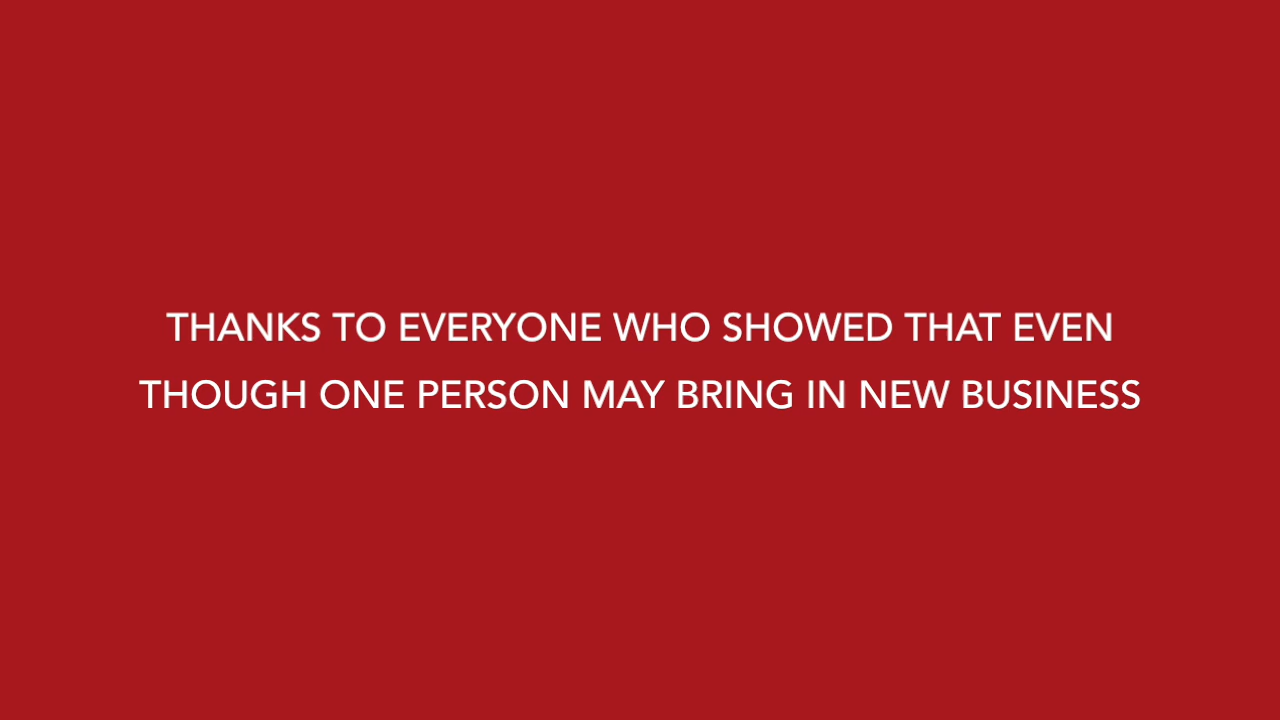 THANKS TO EVERYONE WHO SHOWED THAT EVEN
THOUGH ONE PERSON MAY BRING IN NEW BUSINESS